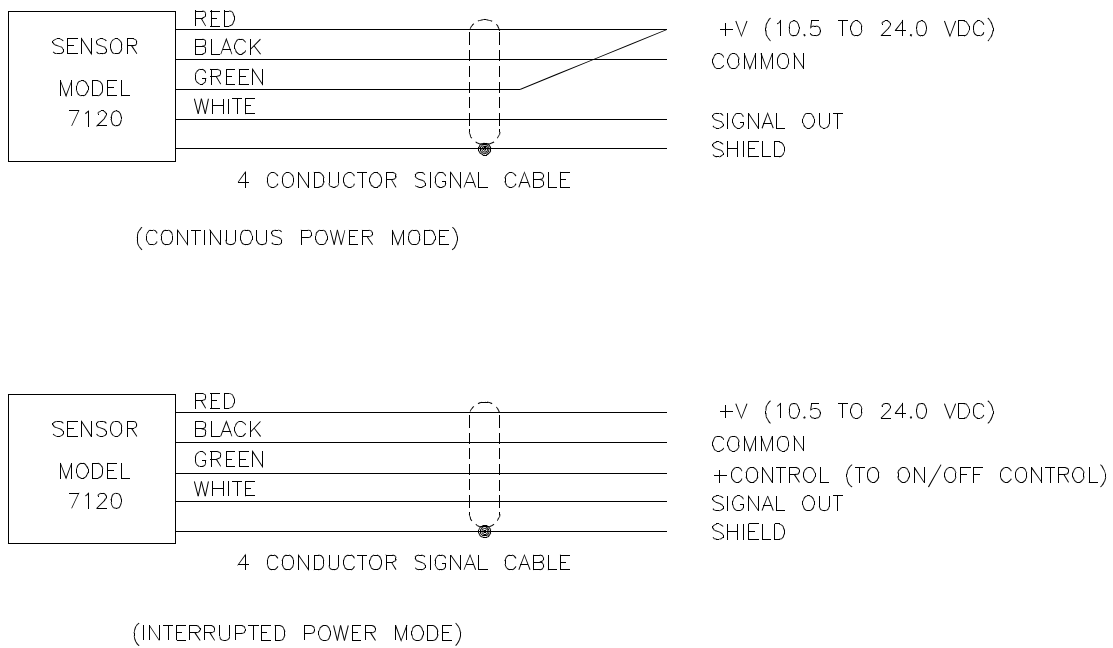 RED
+V (10.5 TO 24.0 VDC)
SENSOR
BLACK
COMMON
MODEL
GREEN
7120
WHITE
SIGNAL OUT
SHIELD
4 CONDUCTOR SIGNAL CABLE
(CONTINUOUS POWER MODE)
RED
+V (10.5 TO 24.0 VDC)
SENSOR
BLACK
COMMON
MODEL
GREEN
+CONTROL (TO ON/OFF CONTROL)
7120
WHITE
SIGNAL OUT
SHIELD
4 CONDUCTOR SIGNAL CABLE
(INTERRUPTED POWER MODE)